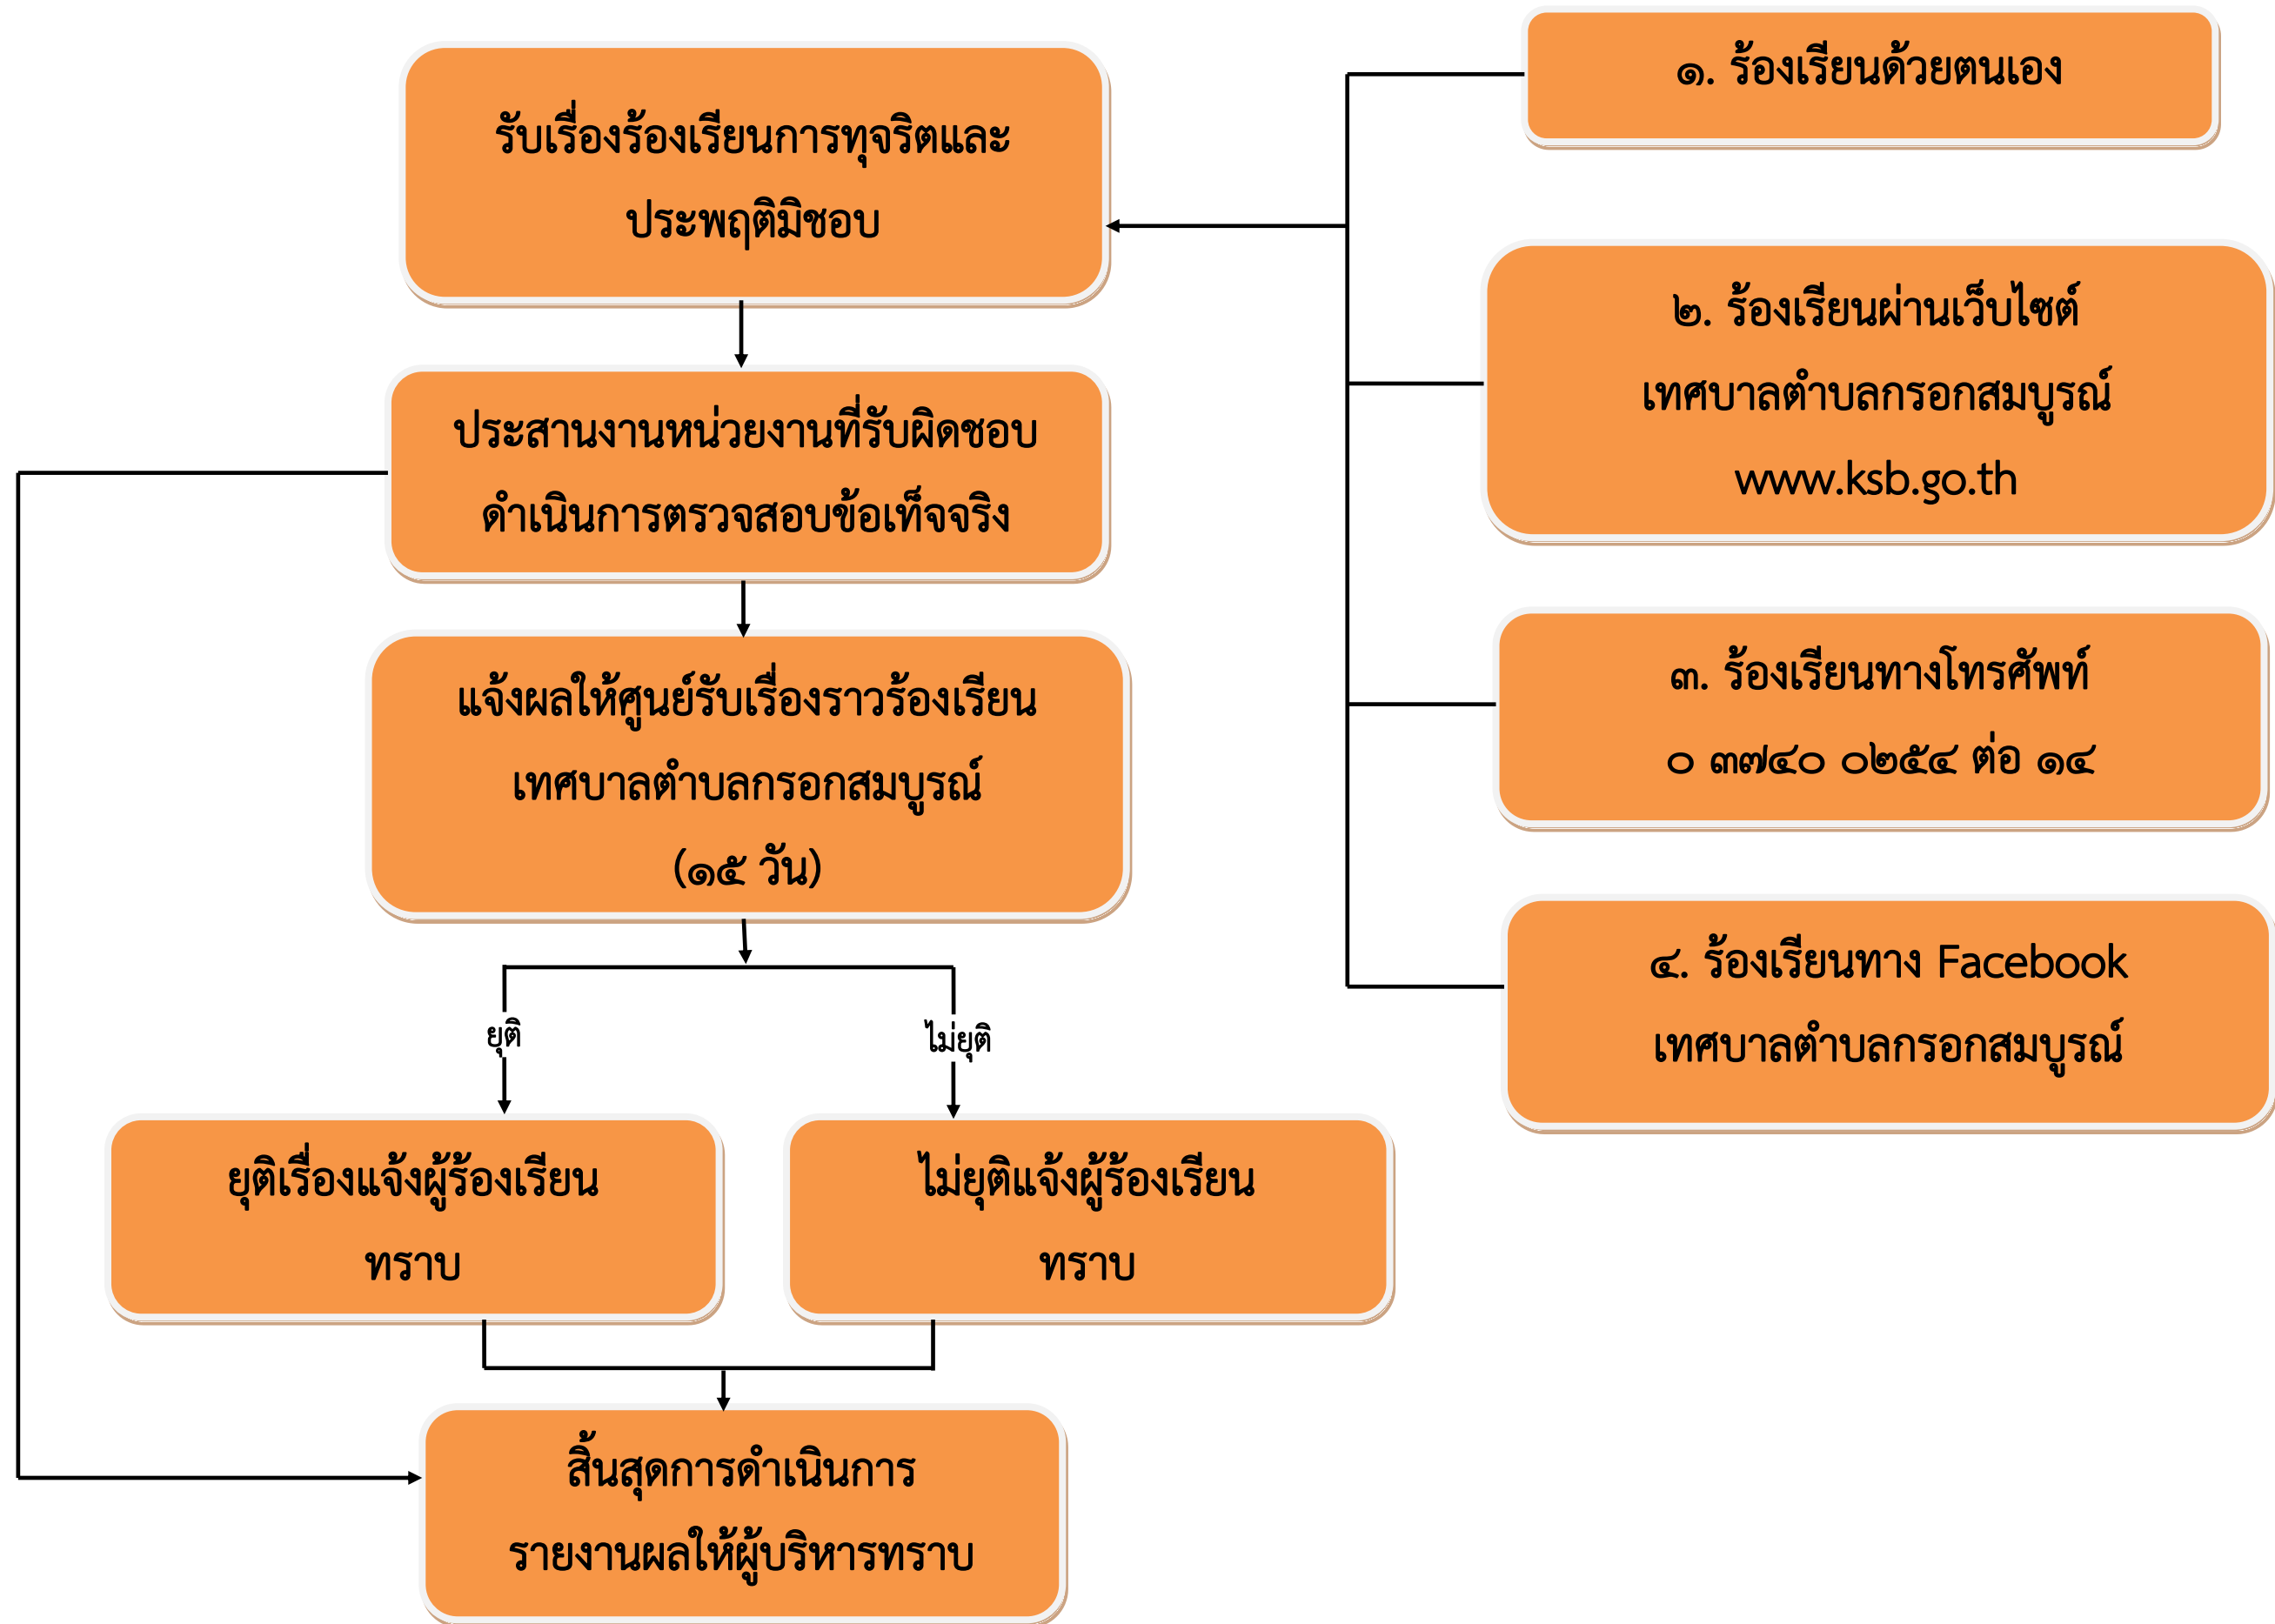 รับเรื่องร้องเรียนการทุจริตและ
ประพฤติมิชอบ
ประสานงานหน่วยงานที่รับผิดชอบ
ดำเนินการตรวจสอบข้อเท็จจริง
แจ้งผลให้ศูนย์รับเรื่องราวร้องเรียน
เทศบาลตำบลกรอกสมบูรณ์
(๑๕ วัน)
ยุติ
ไม่ยุติ
ยุติเรื่องแจ้งผู้ร้องเรียน
ทราบ
ไม่ยุติแจ้งผู้ร้องเรียน
ทราบ
สิ้นสุดการดำเนินการ
รายงานผลให้ผู้บริหารทราบ
๑. ร้องเรียนด้วยตนเอง
๒. ร้องเรียนผ่านเว็บไซต์
เทศบาลตำบลกรอกสมบูรณ์
www.ksb.go.th
๓. ร้องเรียนทางโทรศัพท์
๐ ๓๗๔๐ ๐๒๕๔ ต่อ ๑๔
๔. ร้องเรียนทาง Facebook
เทศบาลตำบลกรอกสมบูรณ์